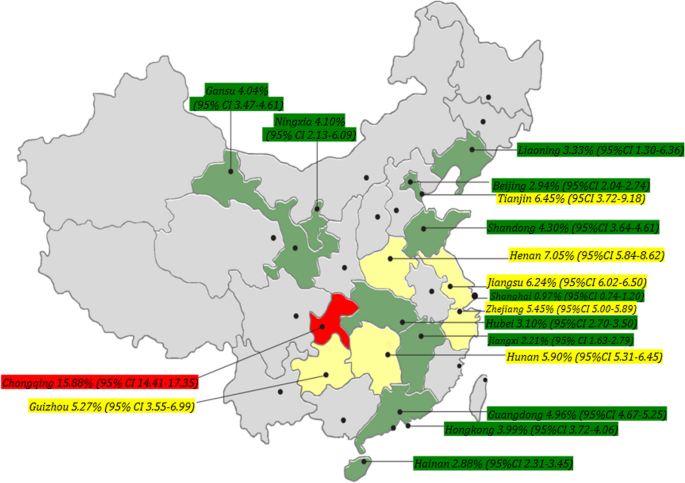 Gansu 4.04%
(95% CI 3.47-4.61)
Ningxia 4.10%
(95% CI 2.13-6.09)
Liaoning 3.33% (95%CI 1.30-6.36)
Beijing 2.94% (95%CI 2.04-2.74)
Tianjin 6.45% (95%CI 3.72-9.18)
Shandong 4.30% (95%CI 3.64-4.61)
Henan 7.05% (95%CI 5.84-8.62)
Jiangsu 6.24% (95%CI 6.02-6.50)
Shanghai 0.97% (95%CI 0.74-1.20)
Zhejiang 5.45% (95%CI 5.00-5.89)
Hubei 3.10% (95%CI 2.70-3.50)
Jiangxi 2.21% (95%CI 1.63-2.79)
Hunan 5.90% (95%CI 5.31-6.45)
Chongqing 15.88% (95% CI 14.41-17.35)
Guizhou 5.27% (95% CI 3.55-6.99)
Guangdong 4.96% (95%CI 4.67-5.25)
Hongkong 3.99% (95%CI 3.72-4.06)
Hainan 2.88% (95%CI 2.31-3.45)